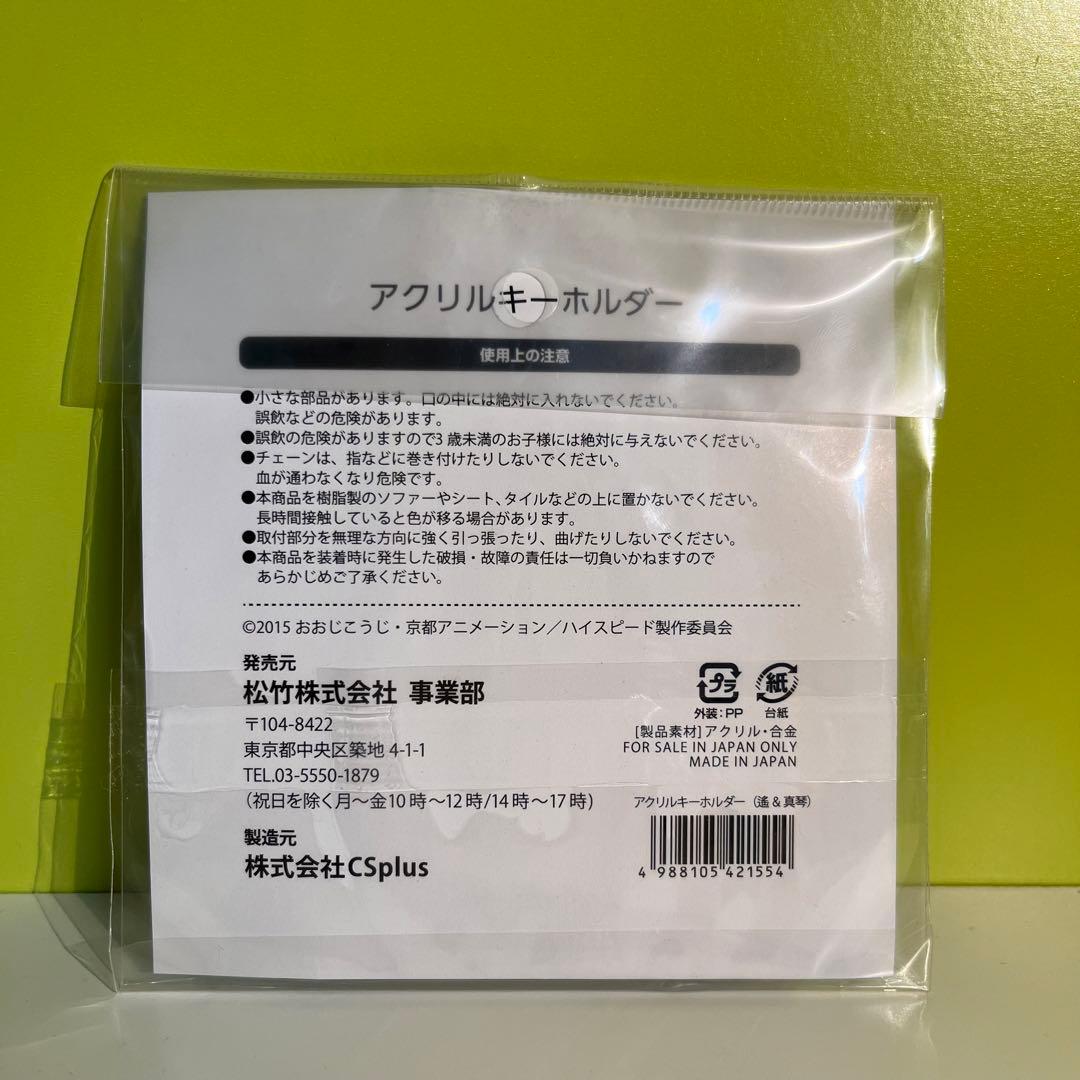 アクリルキーホルダー
使用上の注意
●小さな部品があります。口の中には絶対に入れないでください。
誤飲などの危険があります。
●誤飲の危険がありますので3歳未満のお子様には絶対に与えないでください。
●チェーンは、指などに巻き付けたりしないでください。
血が通わなくなり危険です。
●本商品を樹脂製のソファーやシート、タイルなどの上に置かないでください。
長時間接触していると色が移る場合があります。
●取付部分を無理な方向に強く引っ張ったり、曲げたりしないでください。
●本商品を装着時に発生した破損・故障の責任は一切負いかねますので
あらかじめご了承ください。
©2015 おおじこうじ・京都アニメーション／ハイスピード製作委員会
発売元
松竹株式会社 事業部
〒104-8422
東京都中央区築地 4-1-1
TEL.03-5550-1879
（祝日を除く月～金10時～12時/14時～17時）
製造元
株式会社CSplus
プラ
紙
外装：PP 台紙
[製品素材] アクリル・合金
FOR SALE IN JAPAN ONLY
MADE IN JAPAN
アクリルキーホルダー（遙＆真琴）
4 988105 421554